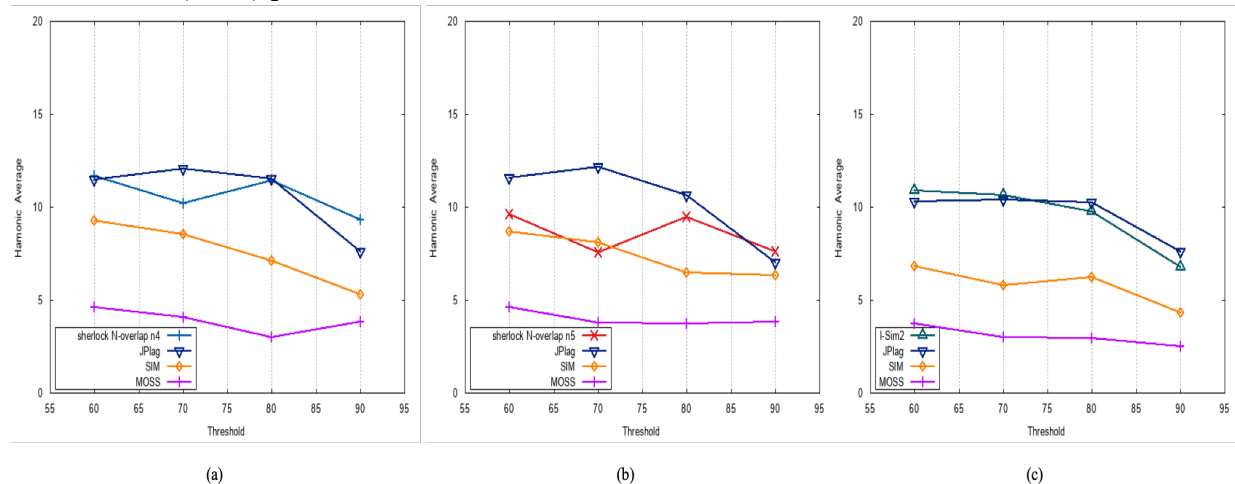 20
15
10
5
0
Hamonic Average
sherlock N-overlap n4
JPlag
SIM
MOSS
55 60 65 70 75 80 85 90 95
Threshold
(a)
20
15
10
5
0
Hamonic Average
sherlock N-overlap n5
JPlag
SIM
MOSS
55 60 65 70 75 80 85 90 95
Threshold
(b)
20
15
10
5
0
Hamonic Average
JPlag
SIM
MOSS
55 60 65 70 75 80 85 90 95
Threshold
(c)